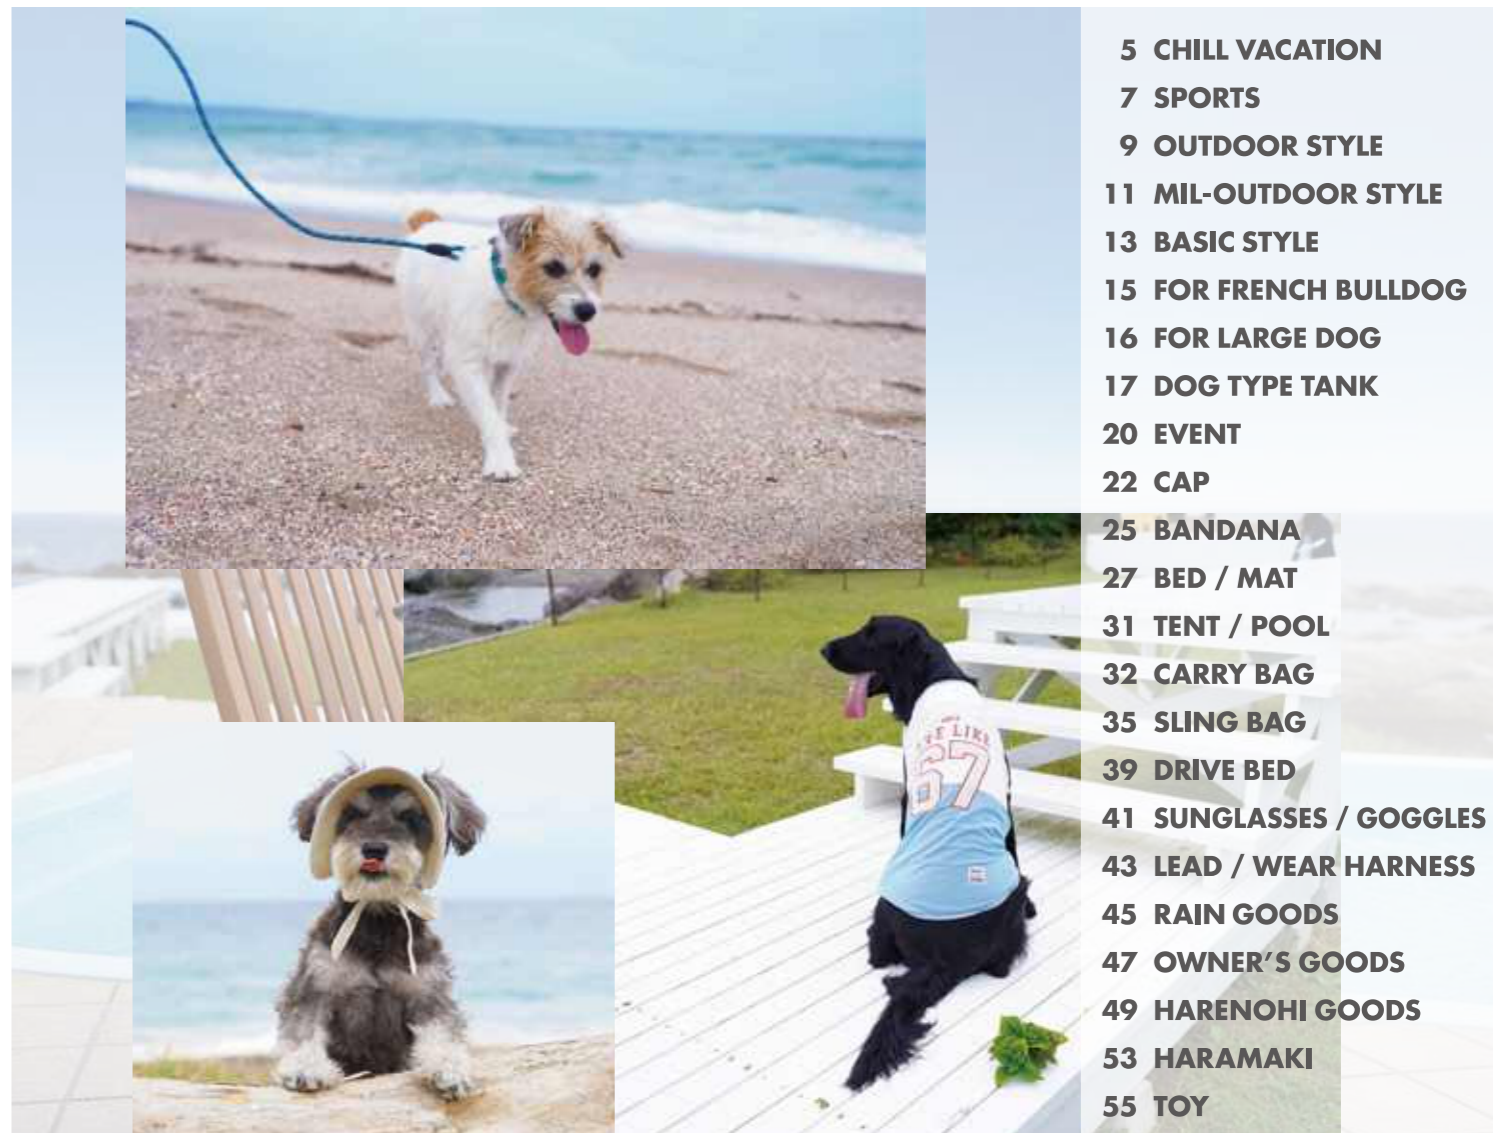 5 CHILL VACATION
7 SPORTS
9 OUTDOOR STYLE
11 MIL-OUTDOOR STYLE
13 BASIC STYLE
15 FOR FRENCH BULLDOG
16 FOR LARGE DOG
17 DOG TYPE TANK
20 EVENT
22 CAP
25 BANDANA
27 BED / MAT
31 TENT / POOL
32 CARRY BAG
35 SLING BAG
39 DRIVE BED
41 SUNGLASSES / GOGGLES
43 LEAD / WEAR HARNESS
45 RAIN GOODS
47 OWNER'S GOODS
49 HARENOHI GOODS
53 HARAMAKI
55 TOY
LIKE
67